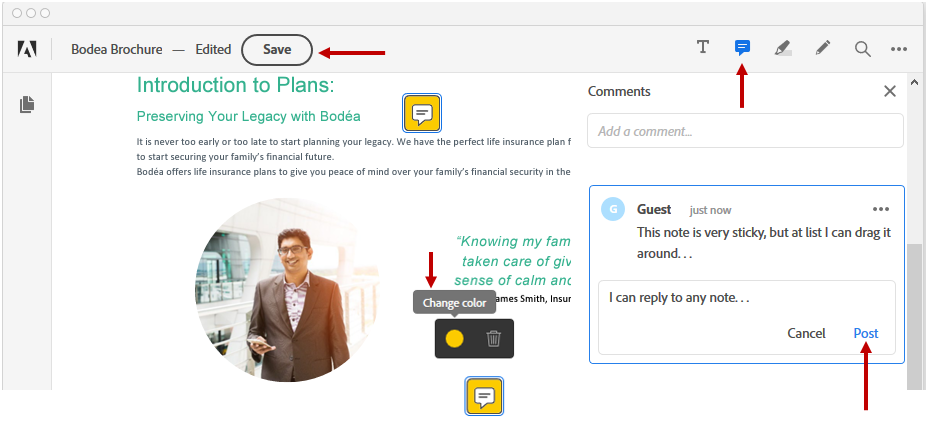 Bodea Brochure — Edited Save
Introduction to Plans:
Preserving Your Legacy with Bodéa
It is never too early or too late to start planning your legacy. We have the perfect life insurance plan f
to start securing your family's financial future.
Bodéa offers life insurance plans to give you peace of mind over your family's financial security in the
"Knowing my fam
taken care of giv
sense of calm and
ames Smith, Insur
Change color
Comments
Add a comment...
G Guest just now
This note is very sticky, but at list I can drag it
around. . .
I can reply to any note. . .
Cancel Post